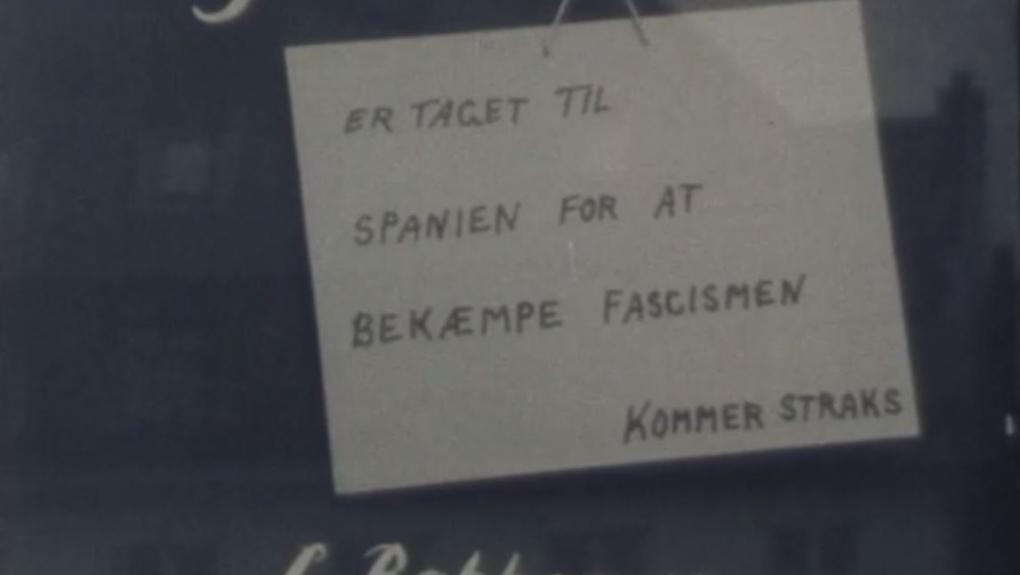 ER TAGET TIL
SPANIEN FOR AT
BEKÆMPE FASCISMEN
KOMMER STRAKS